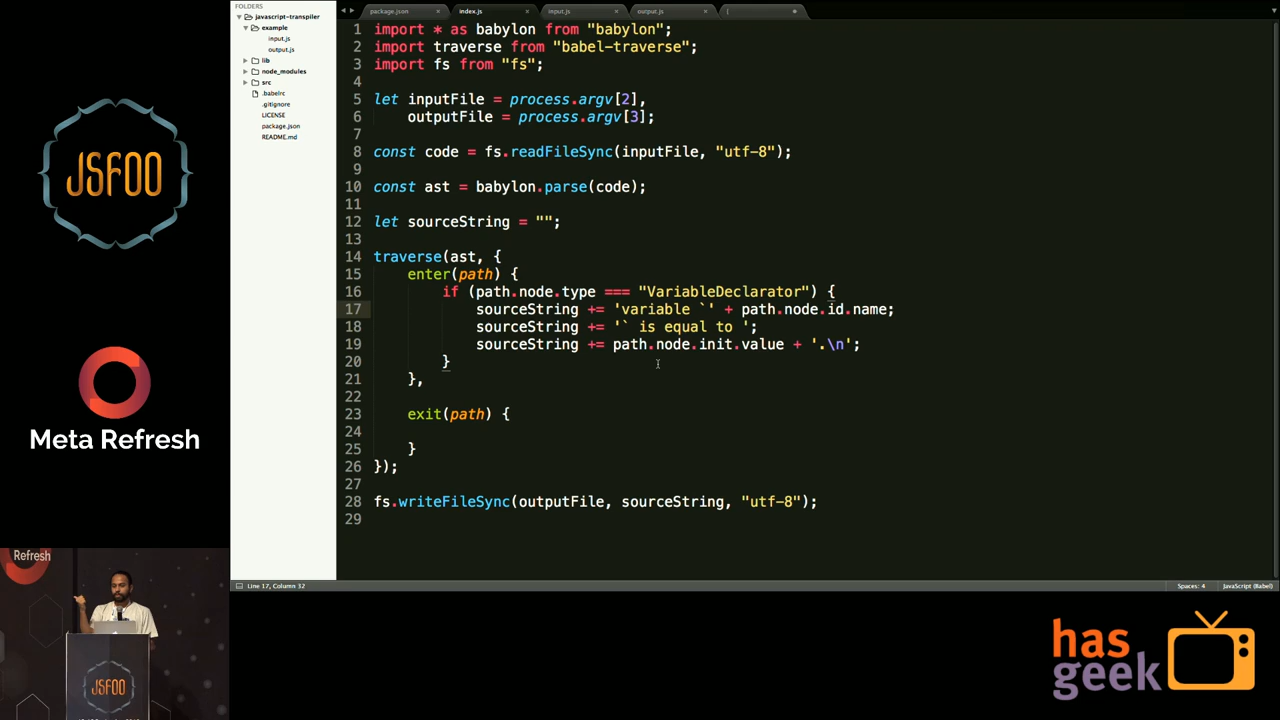 FOLDERS
javascript-transpiler
example
input.js
output.js
lib
node_modules
src
.babelrc
.gitignore
LICENSE
package.json
README.md
package.json
index.js
input.js
output.js
{
1 import * as babylon from "babylon";
2 import traverse from "babel-traverse";
3 import fs from "fs";
4
5 let inputFile = process.argv[2],
6 outputFile = process.argv[3];
7
8 const code = fs.readFileSync(inputFile, "utf-8");
9
10 const ast = babylon.parse(code);
11
12 let sourceString = "";
13
14 traverse(ast, {
15 enter(path) {
16 if (path.node.type === "VariableDeclarator") {
17 sourceString += 'variable `' + path.node.id.name;
18 sourceString += '` is equal to ';
19 sourceString += path.node.init.value + '.\n';
20 }
21 },
22
23 exit(path) {
24
25 }
26 });
27
28 fs.writeFileSync(outputFile, sourceString, "utf-8");
29
Line 17, Column 32
Spaces: 4
JavaScript (Babel)
JSFOO
Meta Refresh
Refresh
JSFOO
has
geek